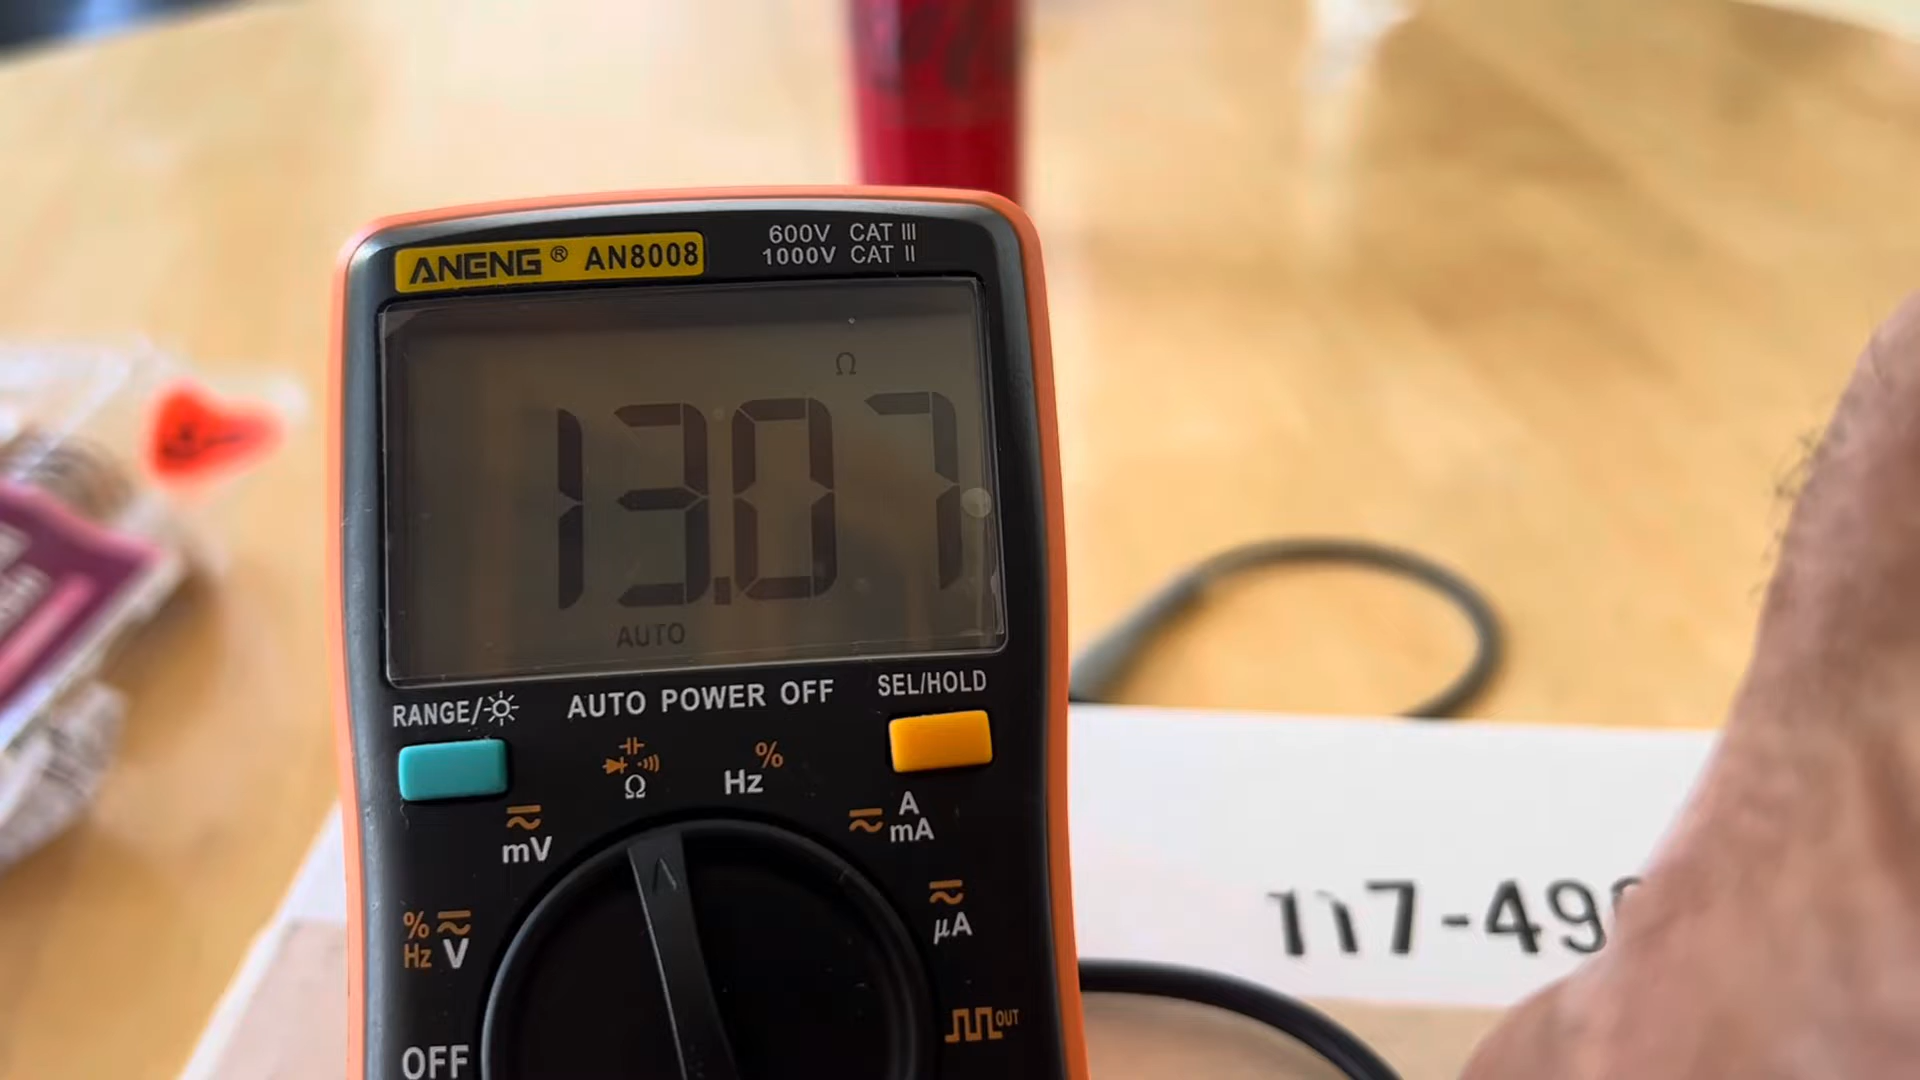 ANENG® AN8008
600V CAT III
1000V CAT II
Ω
13.07
AUTO
RANGE/
AUTO POWER OFF
SEL/HOLD
Ω
Hz %
mV
A
mA
% Hz V
µA
OUT
OFF